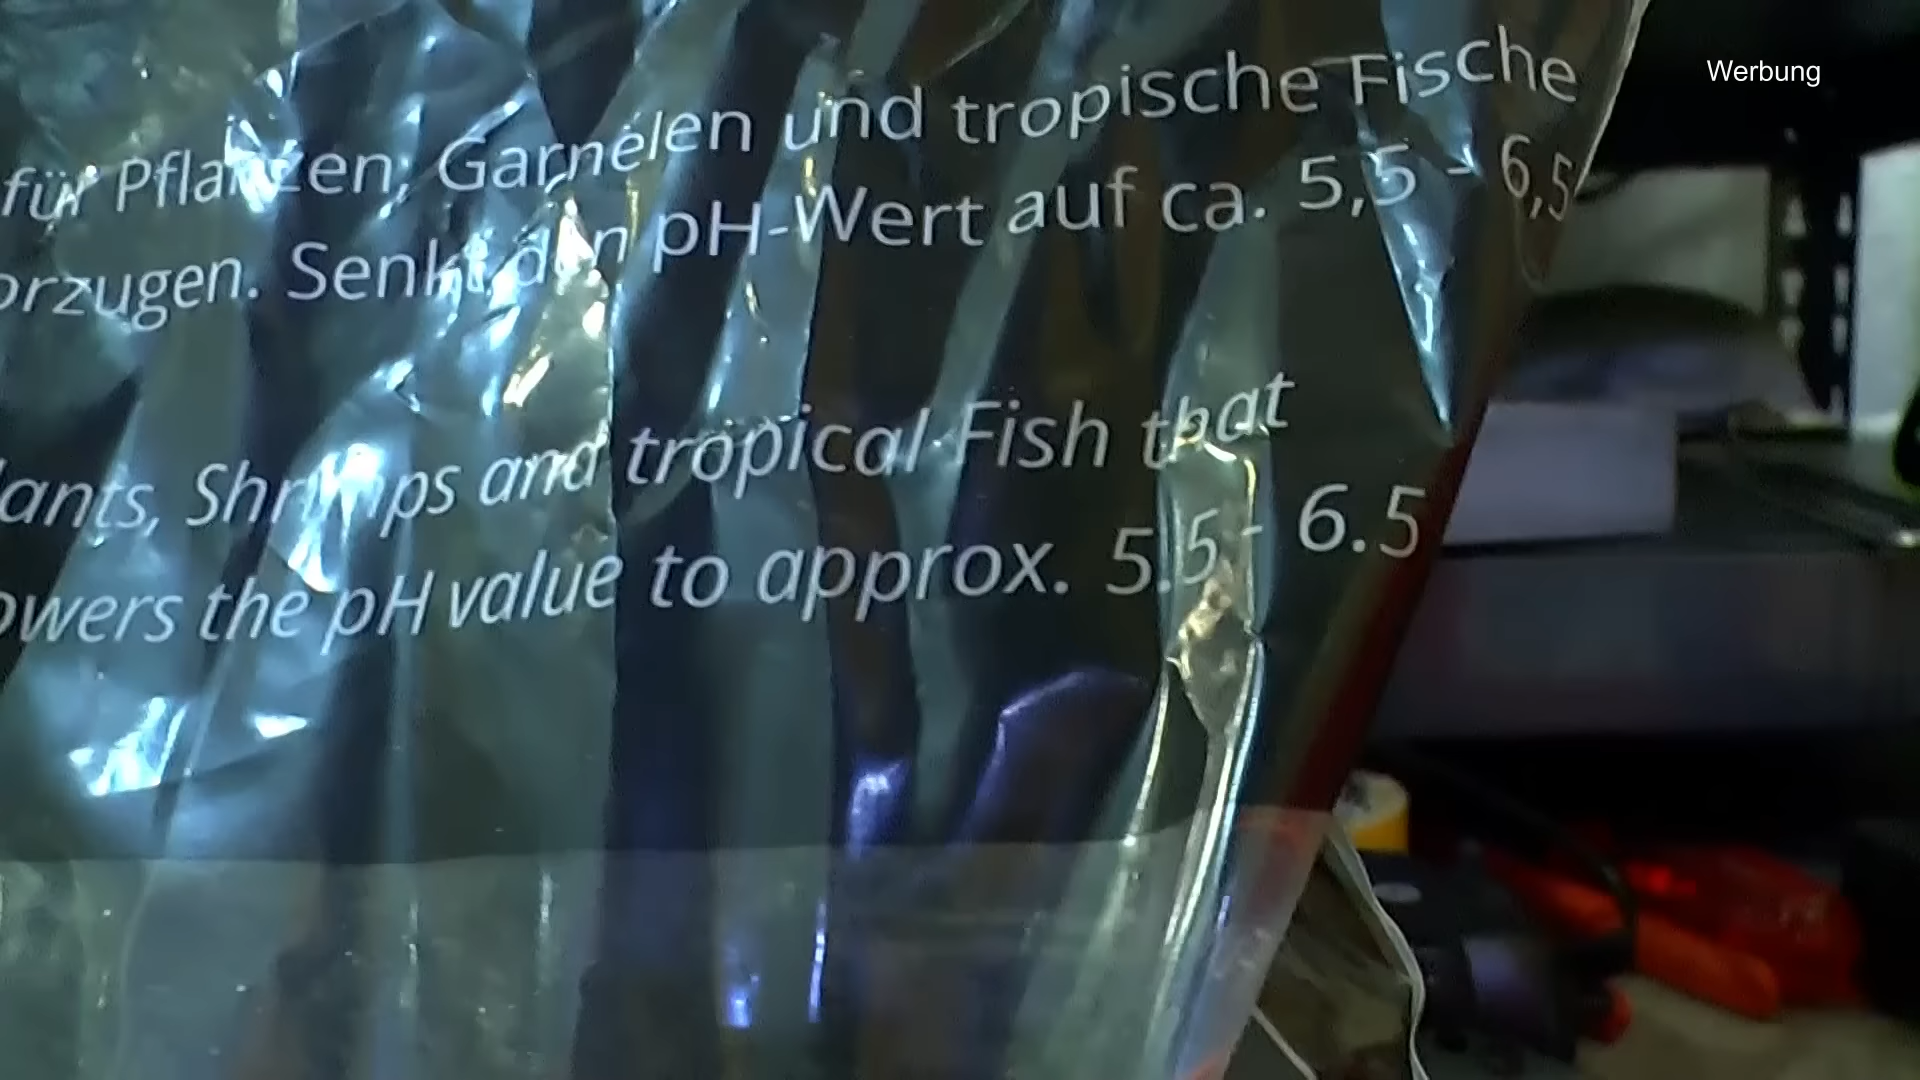 Werbung
für Pflanzen, Garnelen und tropische Fische
orzugen. Senkt den pH-Wert auf ca. 5,5 - 6,5
lants, Shrimps and tropical Fish that
owers the pH value to approx. 5.5 - 6.5